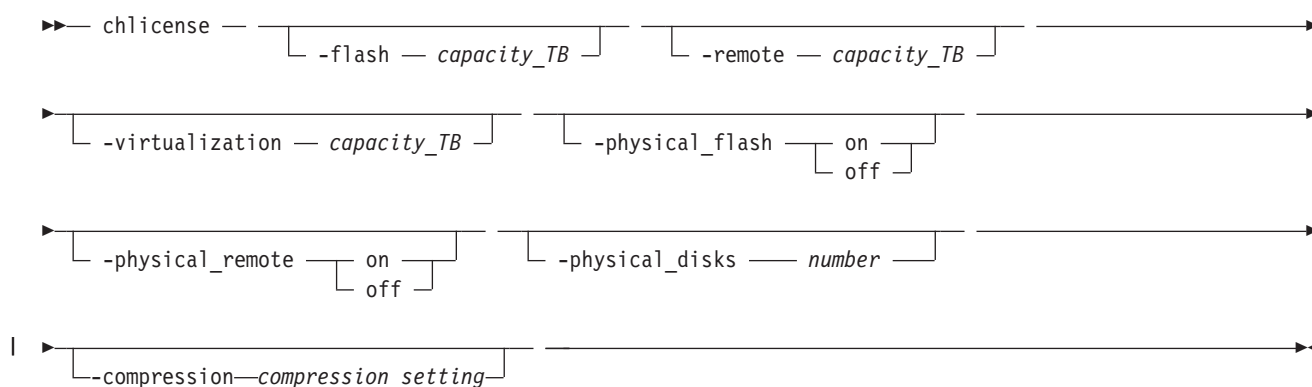 chlicense
-flash capacity_TB -remote capacity_TB
-virtualization capacity_TB -physical_flash on
off
-physical_remote on -physical_disks number
off
|
-compression compression setting